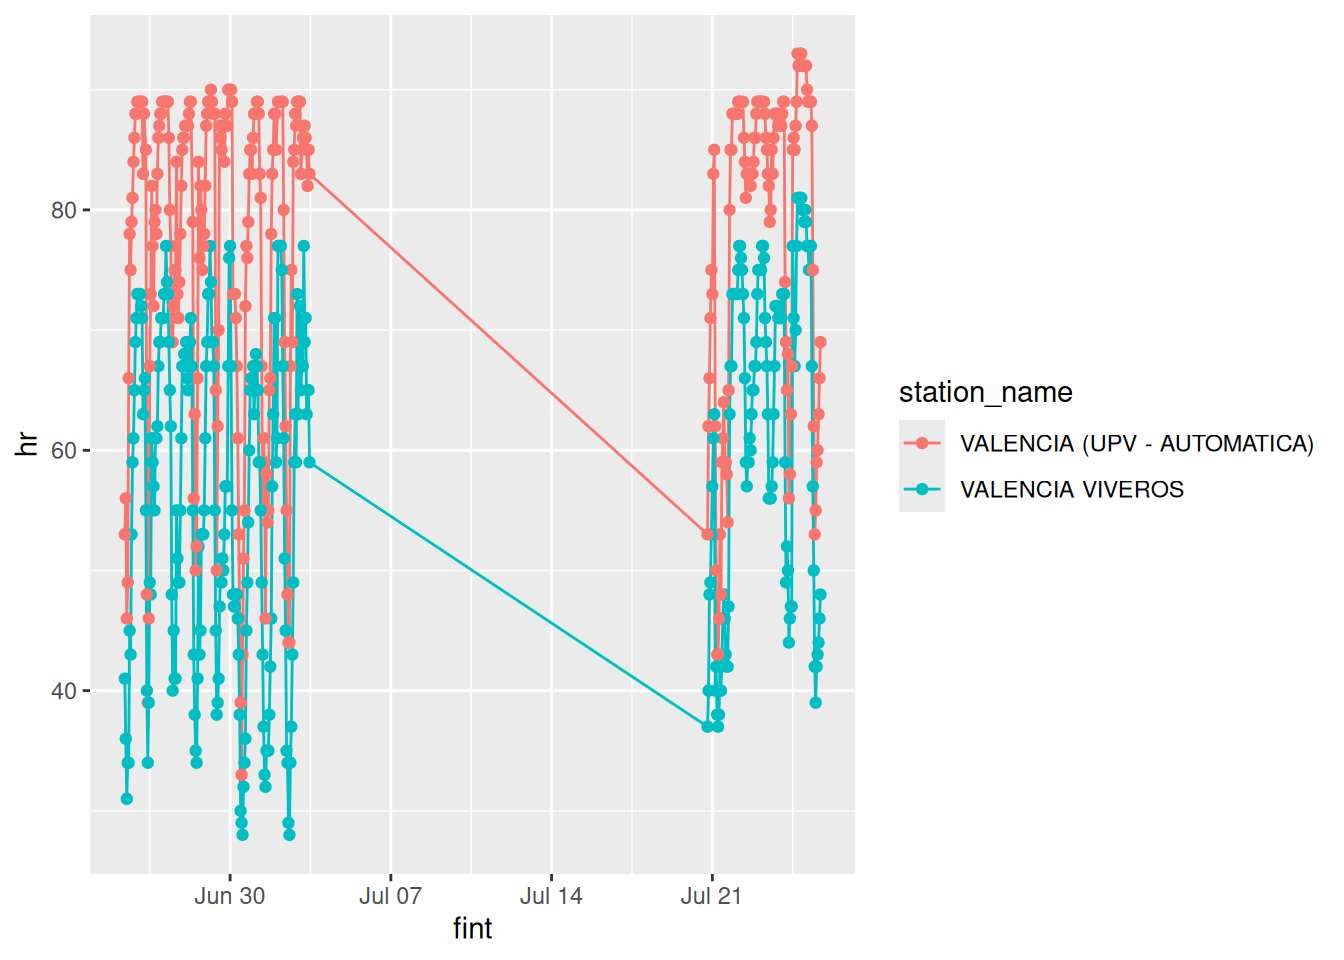 80
60
40
hr
Jun 30
Jul 07
Jul 14
Jul 21
fint
station_name
VALENCIA (UPV - AUTOMATICA)
VALENCIA VIVEROS